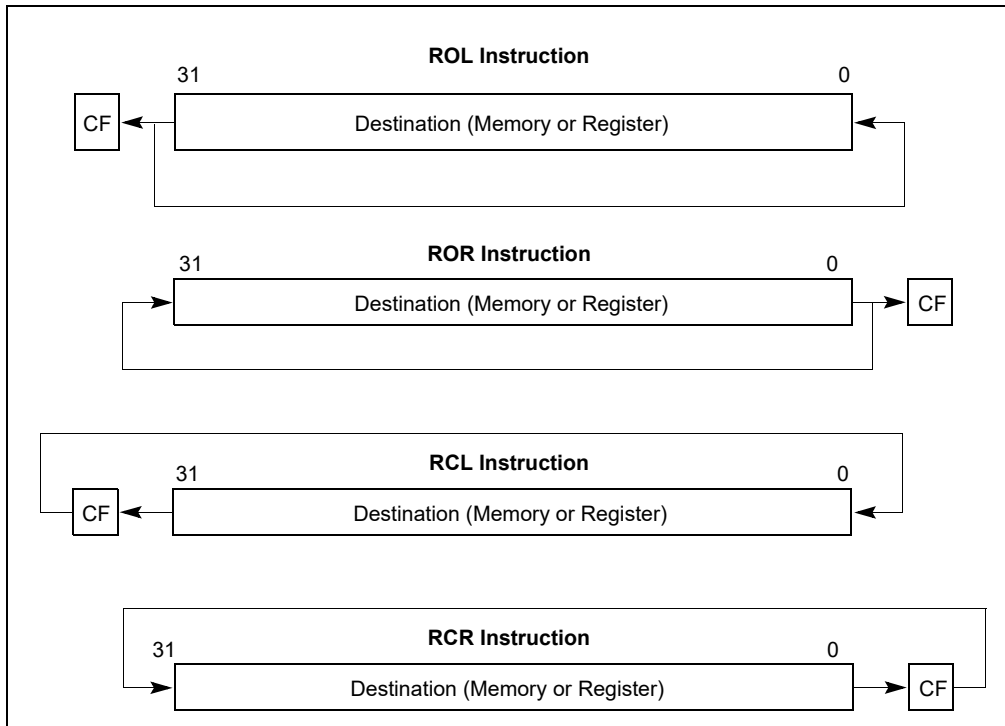 ROL Instruction
31 0
CF Destination (Memory or Register)
ROR Instruction
31 0
Destination (Memory or Register) CF
RCL Instruction
31 0
CF Destination (Memory or Register)
RCR Instruction
31 0
Destination (Memory or Register) CF